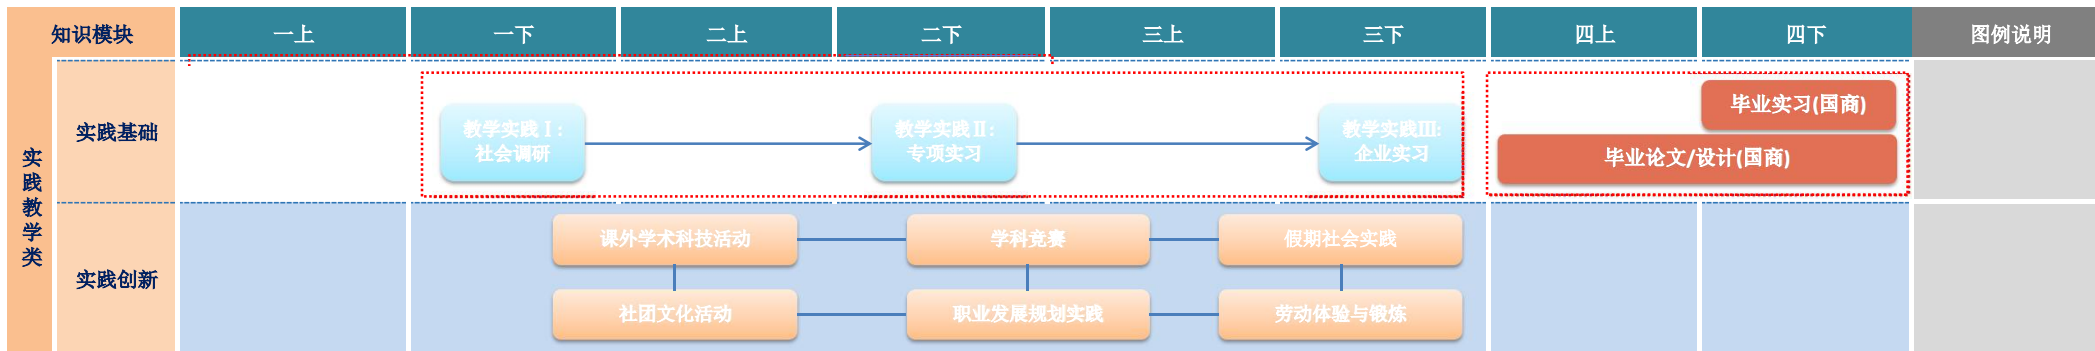 知识模块
一上
一下
二上
二下
三上
三下
四上
四下
图例说明
实践教学类
实践基础
教学实践Ⅰ:
社会调研
教学实践Ⅱ:
专项实习
教学实践Ⅲ:
企业实习
毕业实习(国商)
毕业论文/设计(国商)
实践创新
课外学术科技活动
学科竞赛
假期社会实践
社团文化活动
职业发展规划实践
劳动体验与锻炼